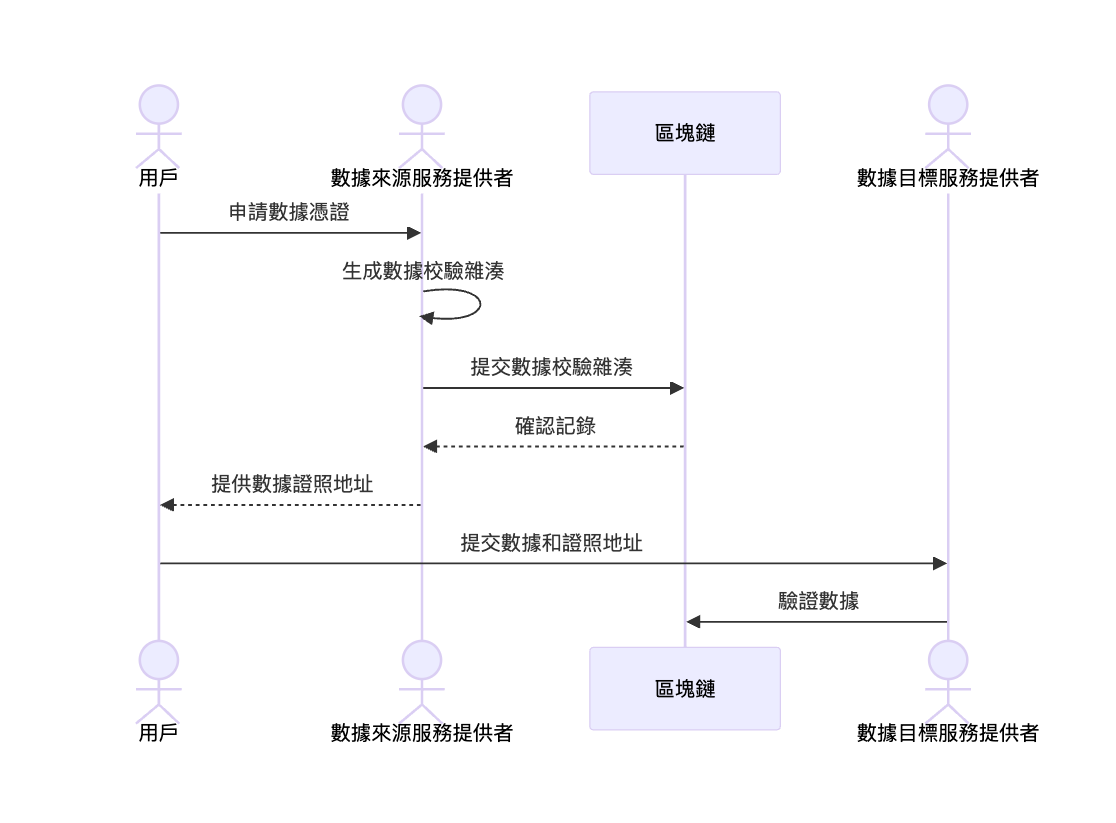 用戶
數據來源服務提供者
區塊鏈
數據目標服務提供者
申請數據憑證
生成數據校驗雜湊
提交數據校驗雜湊
確認記錄
提供數據證照地址
提交數據和證照地址
驗證數據
用戶
數據來源服務提供者
區塊鏈
數據目標服務提供者